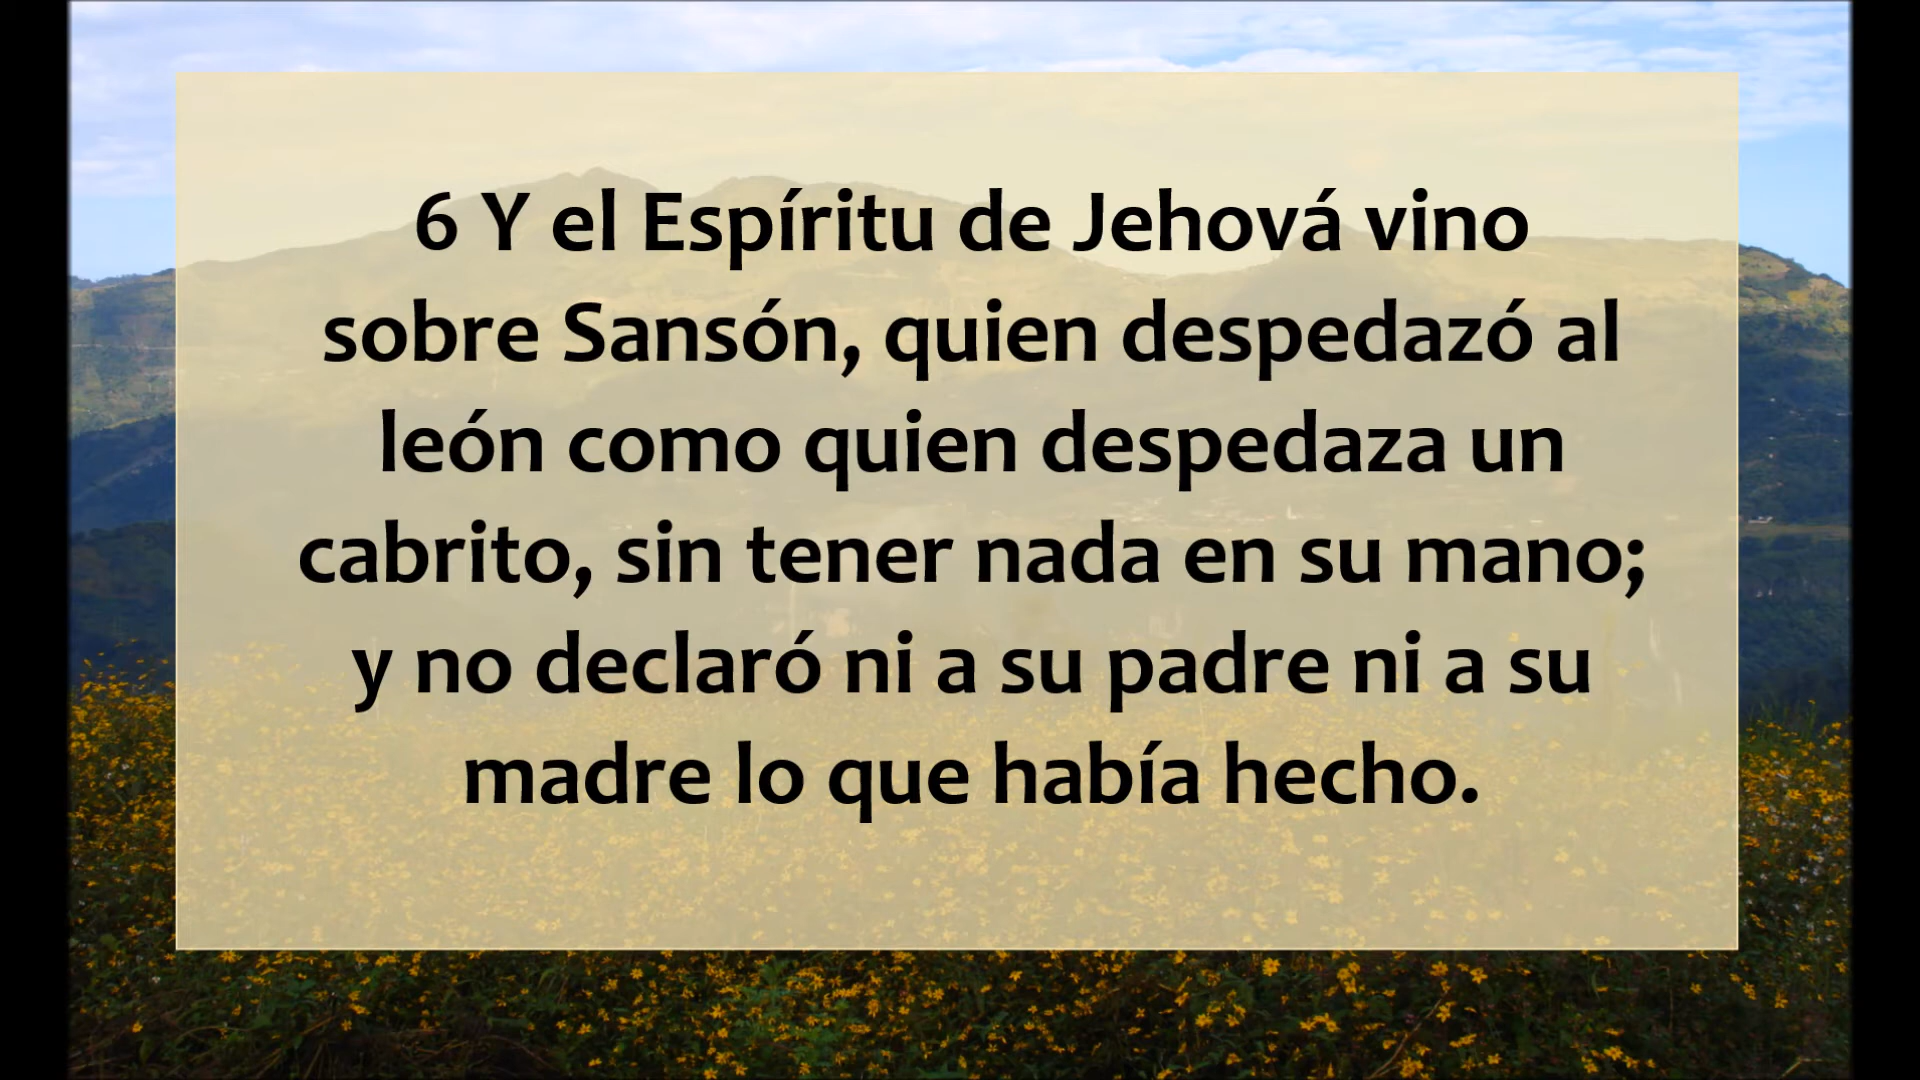 6 Y el Espíritu de Jehová vino
sobre Sansón, quien despedazó al
león como quien despedaza un
cabrito, sin tener nada en su mano;
y no declaró ni a su padre ni a su
madre lo que había hecho.